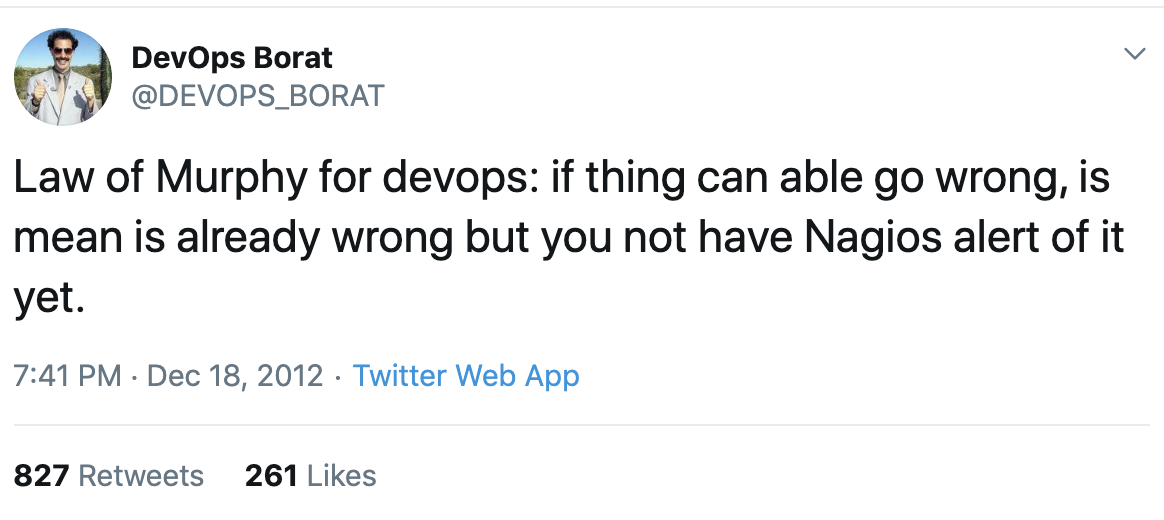 DevOps Borat
@DEVOPS_BORAT
Law of Murphy for devops: if thing can able go wrong, is
mean is already wrong but you not have Nagios alert of it
yet.
7:41 PM · Dec 18, 2012 · Twitter Web App
827 Retweets 261 Likes